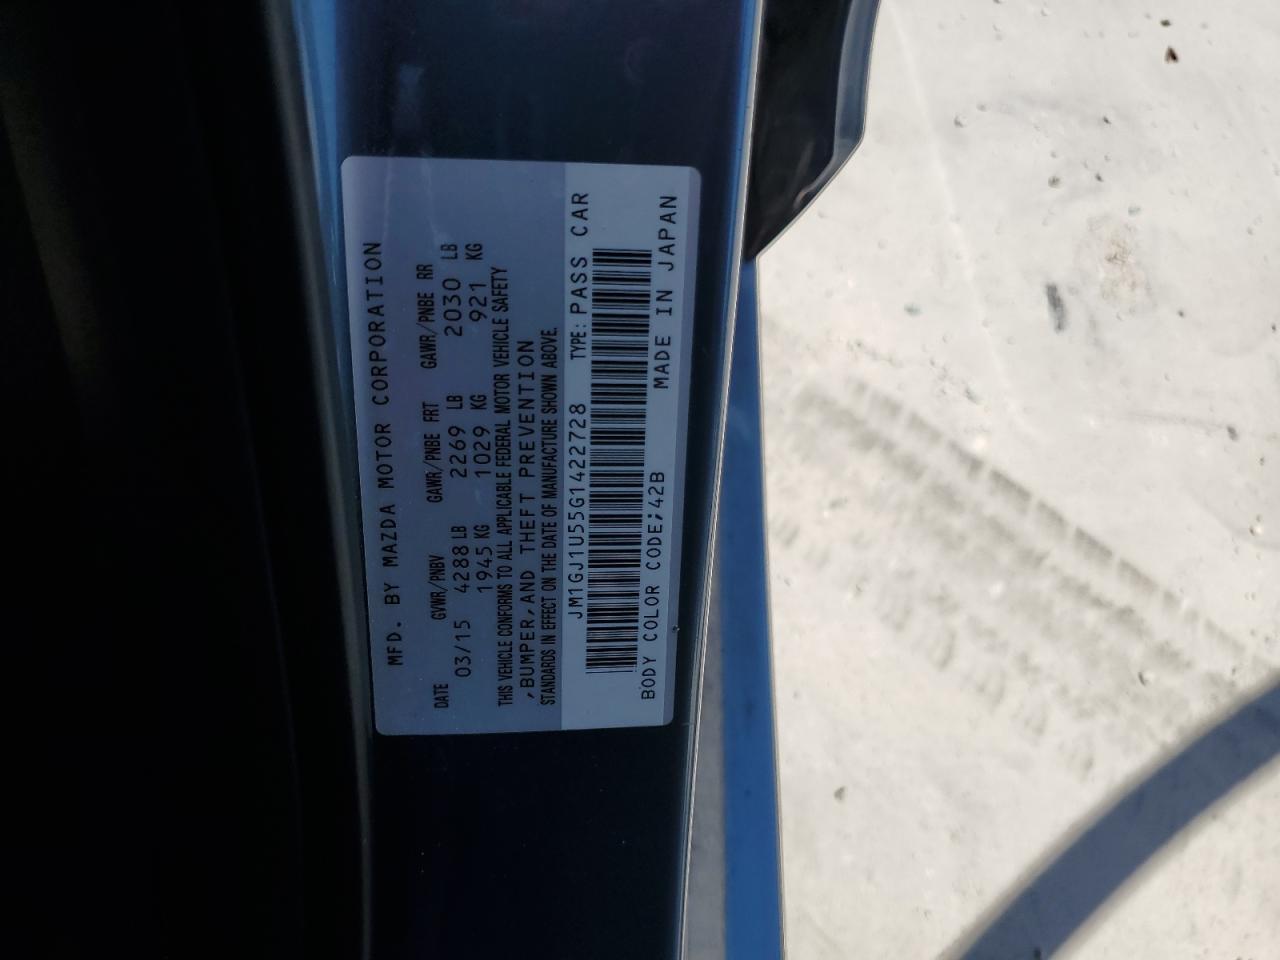 MFD. BY MAZDA MOTOR CORPORATION
DATE GVWR/PNBV GAWR/PNBE FRT GAWR/PNBE RR
03/15 4288 LB 2269 LB 2030 LB
1945 KG 1029 KG 921 KG
THIS VEHICLE CONFORMS TO ALL APPLICABLE FEDERAL MOTOR VEHICLE SAFETY
,BUMPER,AND THEFT PREVENTION
STANDARDS IN EFFECT ON THE DATE OF MANUFACTURE SHOWN ABOVE.
JM1GJ1U55G1422728 TYPE: PASS CAR
BODY COLOR CODE;42B MADE IN JAPAN